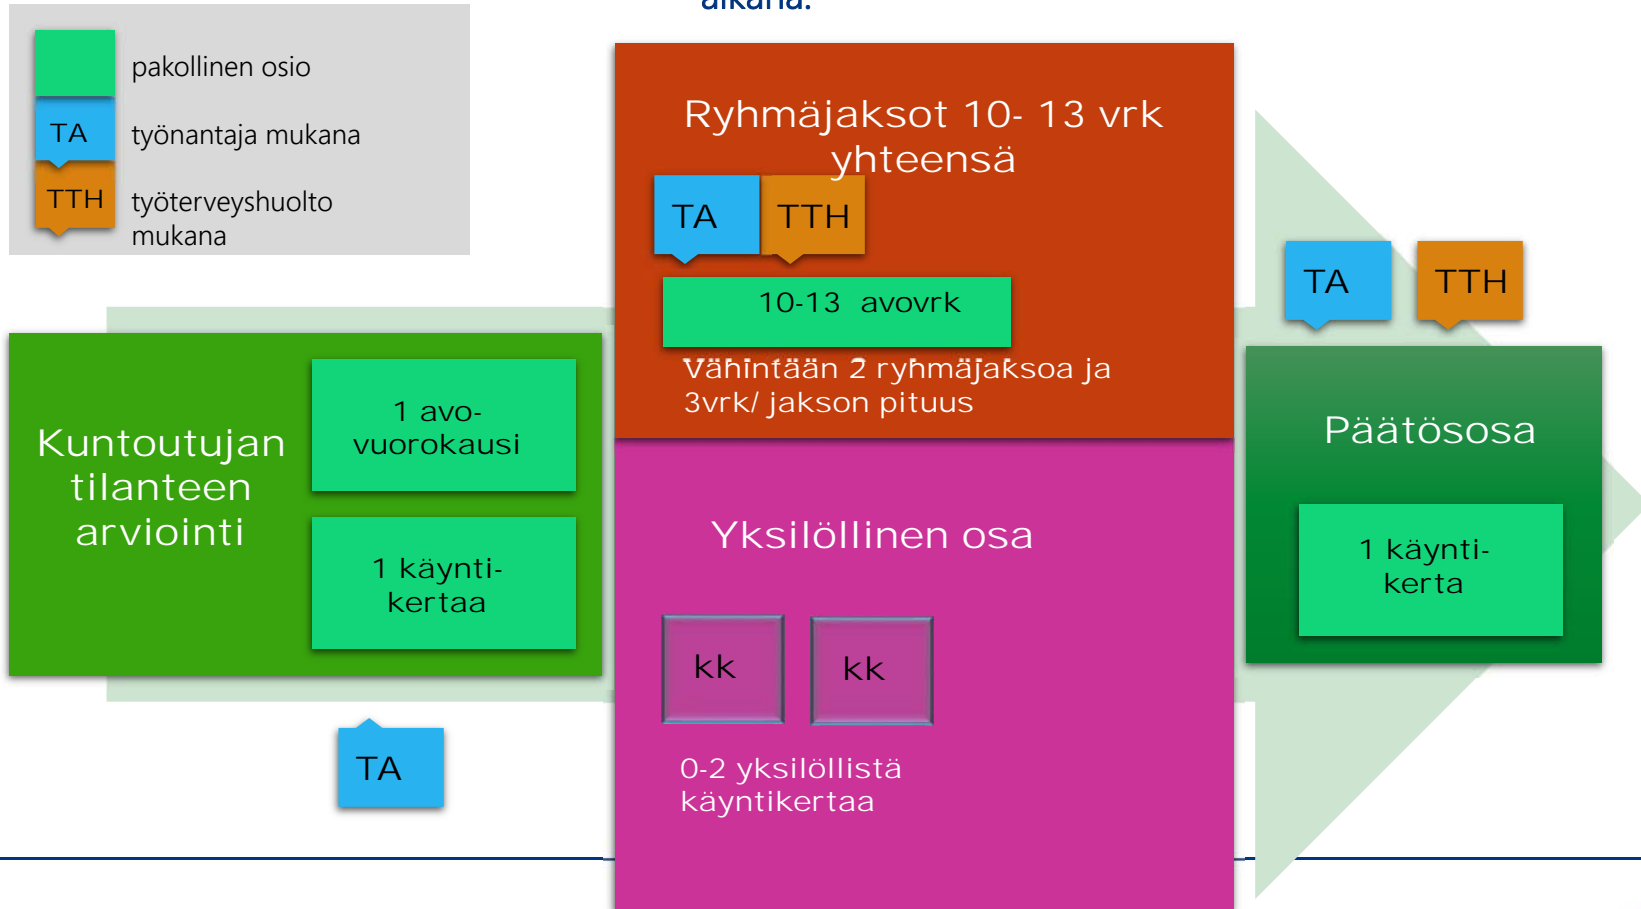 aikana.
pakollinen osio
TA
työnantaja mukana
TTH
työterveyshuolto
mukana
Ryhmäjaksot 10- 13 vrk
yhteensä
TA
TTH
10-13 avovrk
Vähintään 2 ryhmäjaksoa ja
3vrk/ jakson pituus
Kuntoutujan
tilanteen
arviointi
1 avo-
vuorokausi
1 käynti-
kertaa
TA
Yksilöllinen osa
kk
kk
0-2 yksilöllistä
käyntikertaa
TA
TTH
Päätösosa
1 käynti-
kerta